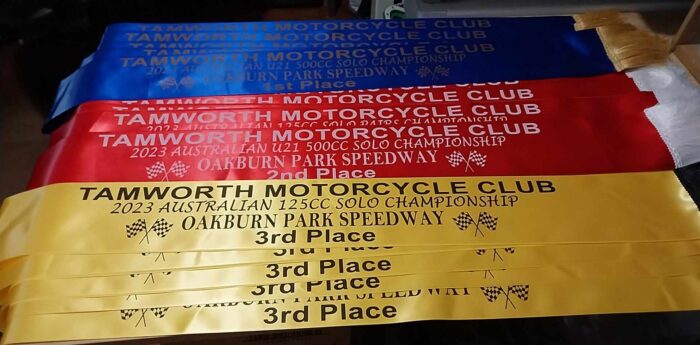 TAMWORTH MOTORCYCLE CLUB
TAMWORTH MOTORCYCLE CLUB
TAMWORTH MOTORCYCLE CLUB
2023 AUSTRALIAN U21 500CC SOLO CHAMPIONSHIP
OAKBURN PARK SPEEDWAY
1st Place
CLUB
TAMWORTH MOTORCYCLE CLUB
TAMWORTH MOTORCYCLE CLUB
2023 AUSTRALIAN U21 500CC SOLO CHAMPIONSHIP
OAKBURN PARK SPEEDWAY
2nd Place
TAMWORTH MOTORCYCLE CLUB
2023 AUSTRALIAN 125CC SOLO CHAMPIONSHIP
OAKBURN PARK SPEEDWAY
3rd Place
3rd Place
3rd Place
3rd Place
OAKBURN PARK SPEEDWAY
3rd Place